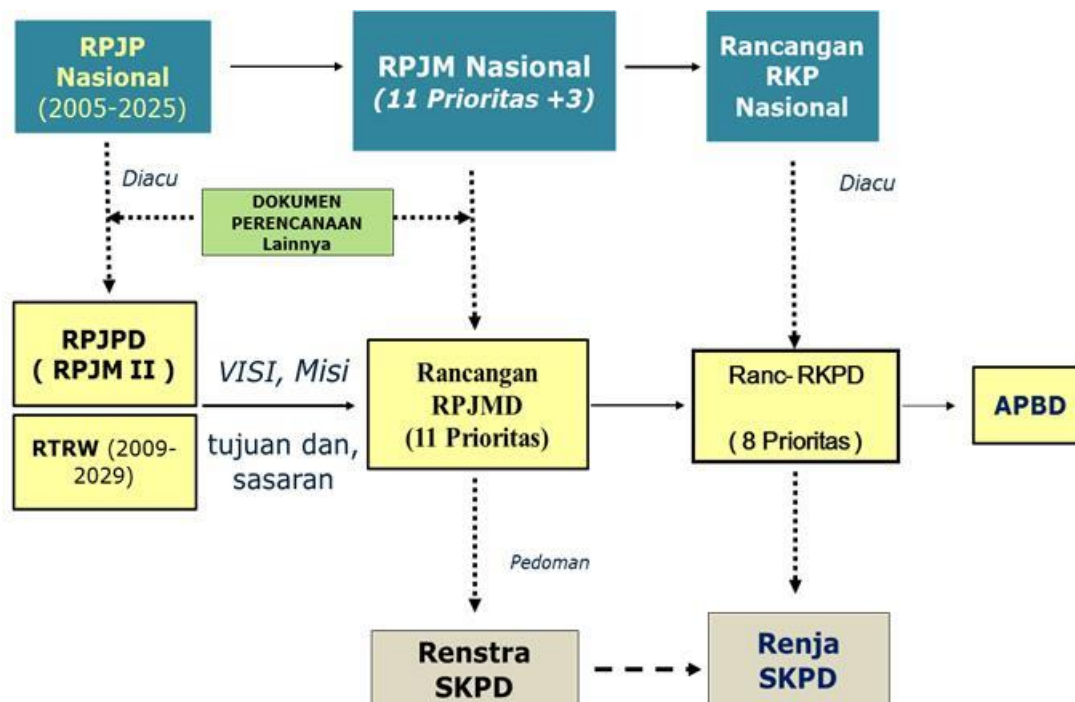 RPJP
Nasional
(2005-2025)
RPJM Nasional
(11 Prioritas +3)
Rancangan
RKP
Nasional
Diacu
DOKUMEN
PERENCANAAN
Lainnya
Diacu
RPJPD
( RPJM II )
RTRW (2009-
2029)
VISI, Misi
tujuan dan,
sasaran
Rancangan
RPJMD
(11 Prioritas)
Ranc- RKPD
( 8 Prioritas )
APBD
Pedoman
Renstra
SKPD
Renja
SKPD